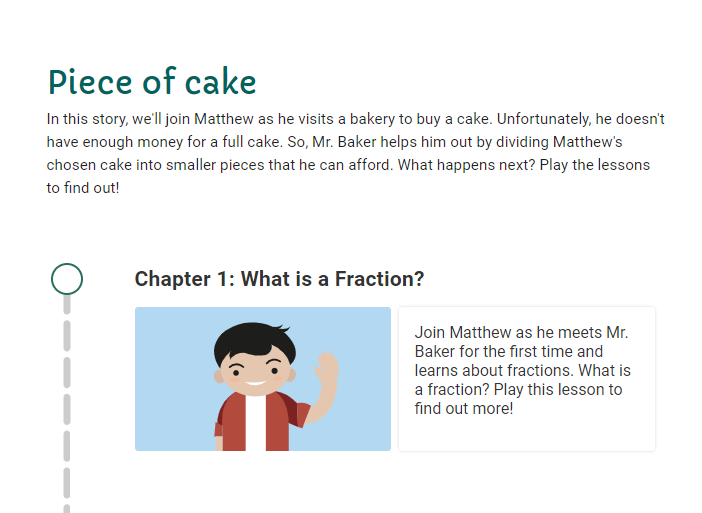 Piece of cake
In this story, we'll join Matthew as he visits a bakery to buy a cake. Unfortunately, he doesn't
have enough money for a full cake. So, Mr. Baker helps him out by dividing Matthew's
chosen cake into smaller pieces that he can afford. What happens next? Play the lessons
to find out!
Chapter 1: What is a Fraction?
Join Matthew as he meets Mr.
Baker for the first time and
learns about fractions. What is
a fraction? Play this lesson to
find out more!